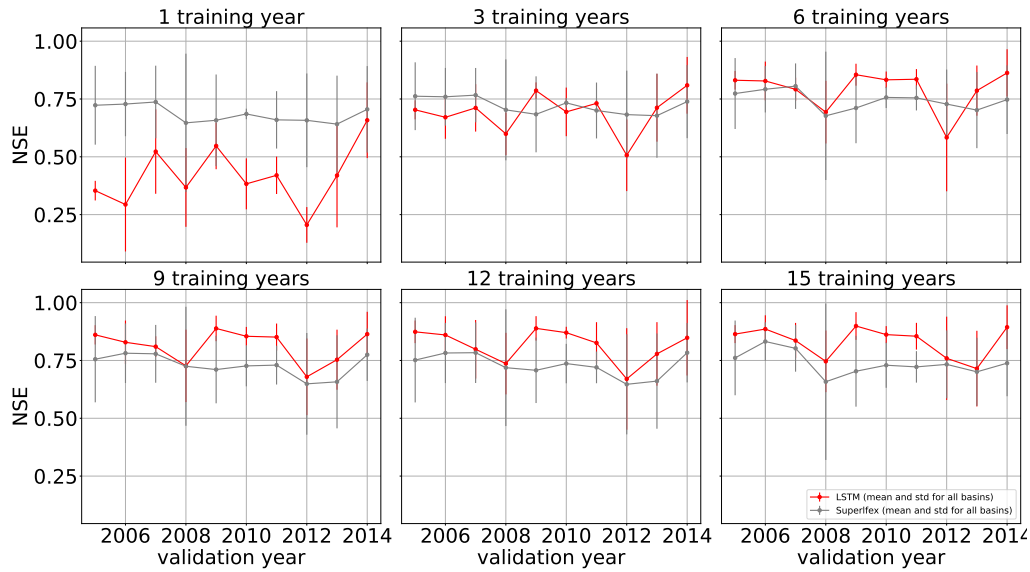 1 training year
3 training years
6 training years
NSE
1.00
0.75
0.50
0.25
9 training years
12 training years
15 training years
NSE
1.00
0.75
0.50
0.25
LSTM (mean and std for all basins)
Superlfex (mean and std for all basins)
2006 2008 2010 2012 2014
2006 2008 2010 2012 2014
2006 2008 2010 2012 2014
validation year
validation year
validation year